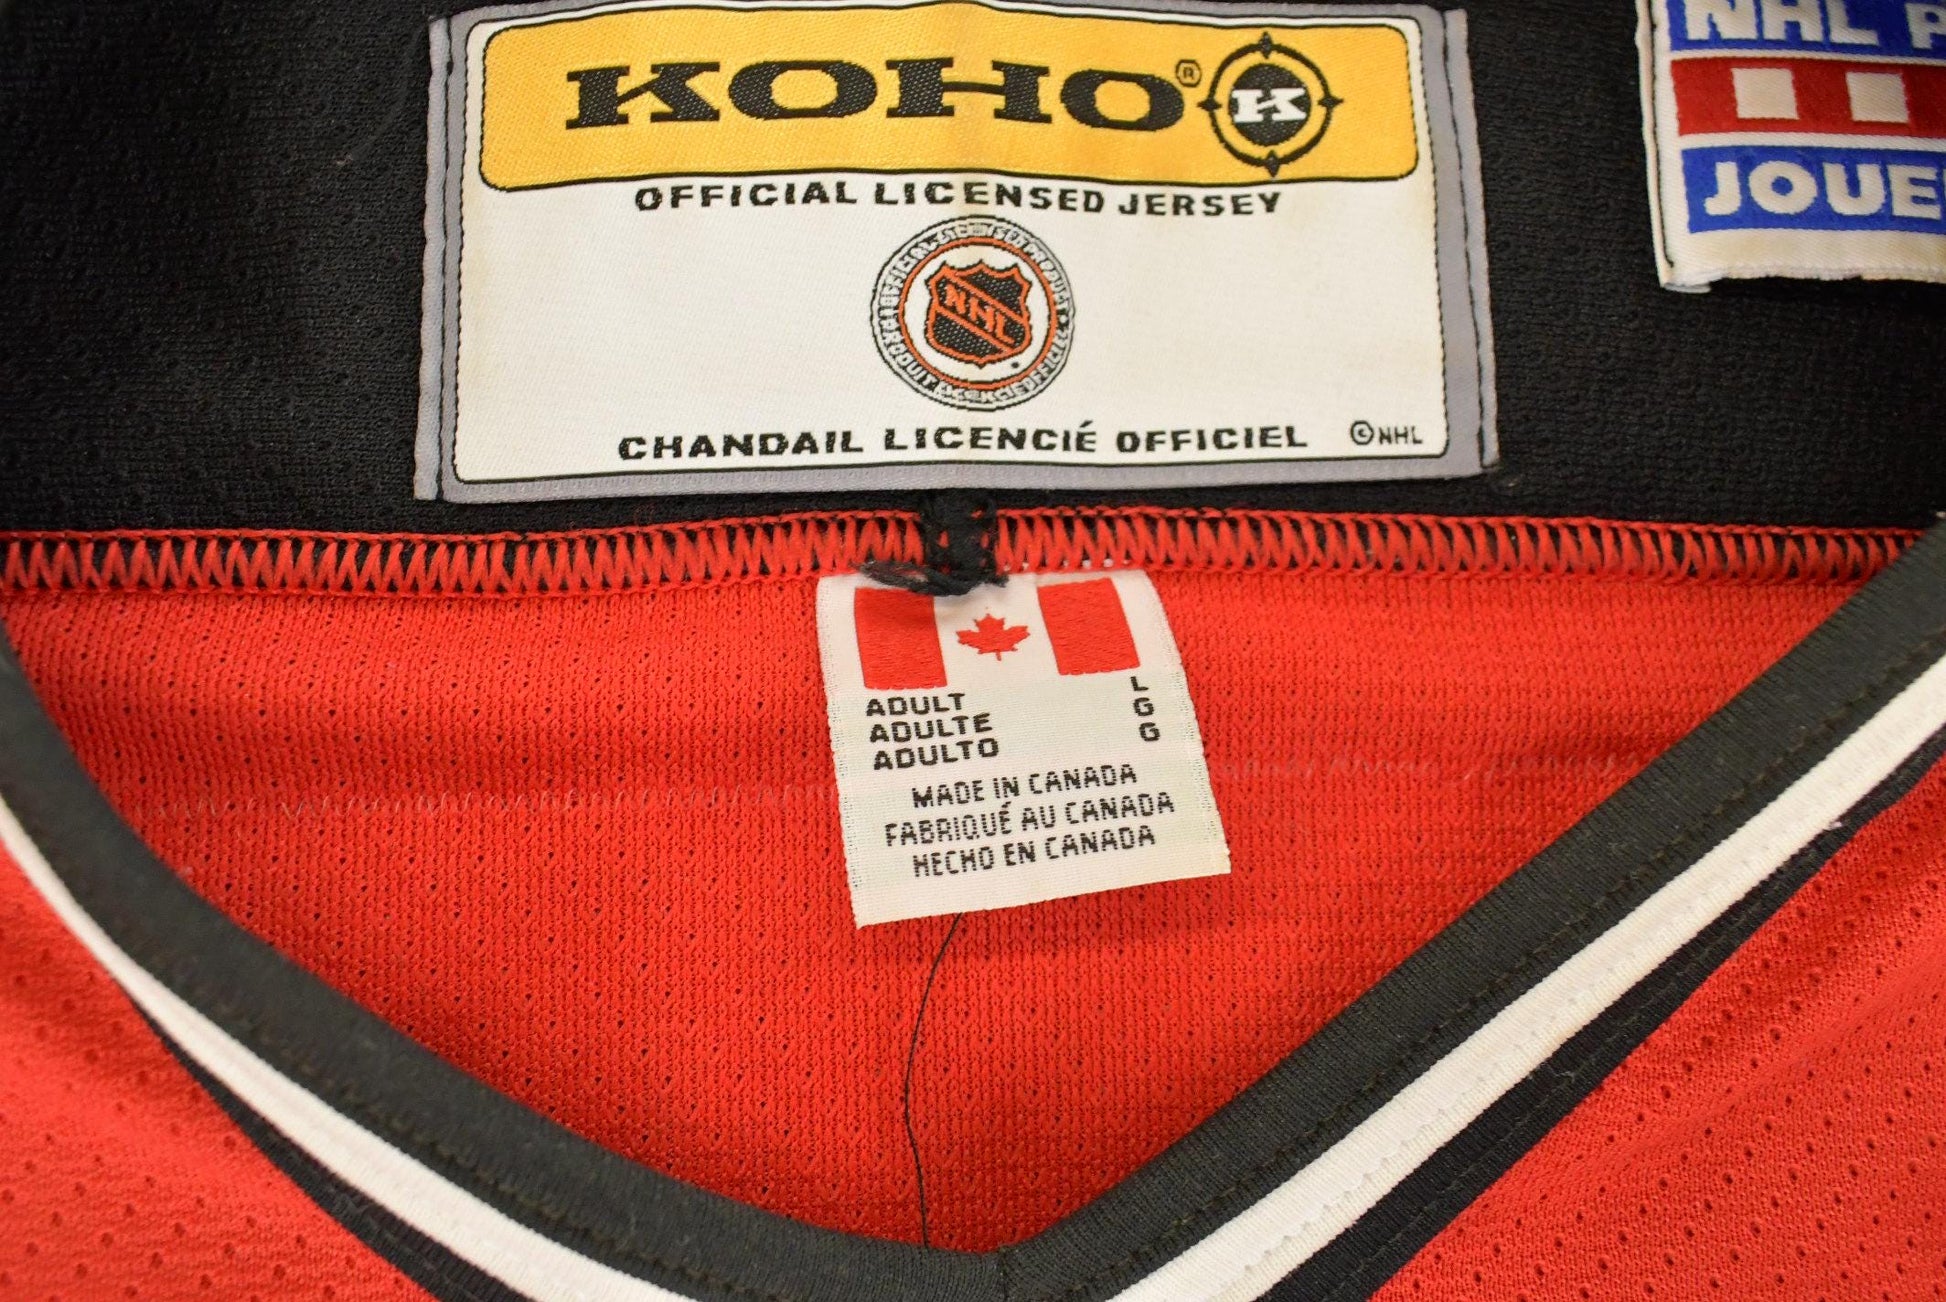 KOHO® K
OFFICIAL LICENSED JERSEY
NHL
CHANDAIL LICENCIÉ OFFICIEL ©NHL
NHL P
JOUE
ADULT L
ADULTE G
ADULTO G
MADE IN CANADA
FABRIQUÉ AU CANADA
HECHO EN CANADA